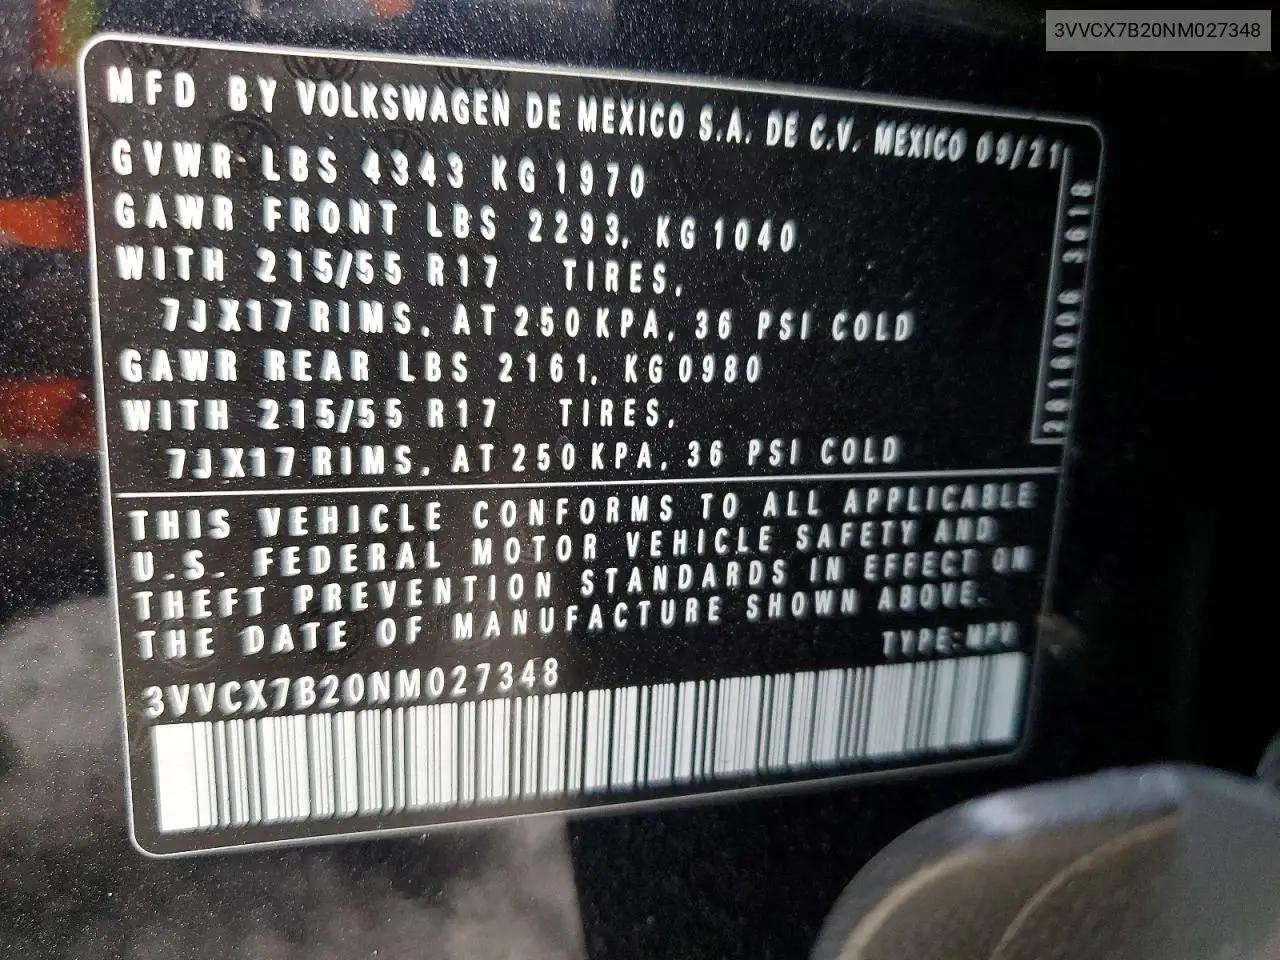 3VVCX7B20NM027348
MFD BY VOLKSWAGEN DE MEXICO S.A. DE C.V. MEXICO 09/21
GVWR LBS 4343 KG 1970
GAWR FRONT LBS 2293, KG 1040
WITH 215/55 R17 TIRES,
7JX17 RIMS, AT 250 KPA, 36 PSI COLD
GAWR REAR LBS 2161, KG 0980
WITH 215/55 R17 TIRES,
7JX17 RIMS, AT 250 KPA, 36 PSI COLD
THIS VEHICLE CONFORMS TO ALL APPLICABLE
U.S. FEDERAL MOTOR VEHICLE SAFETY AND
THEFT PREVENTION STANDARDS IN EFFECT ON
THE DATE OF MANUFACTURE SHOWN ABOVE.
TYPE:MPV
3VVCX7B20NM027348